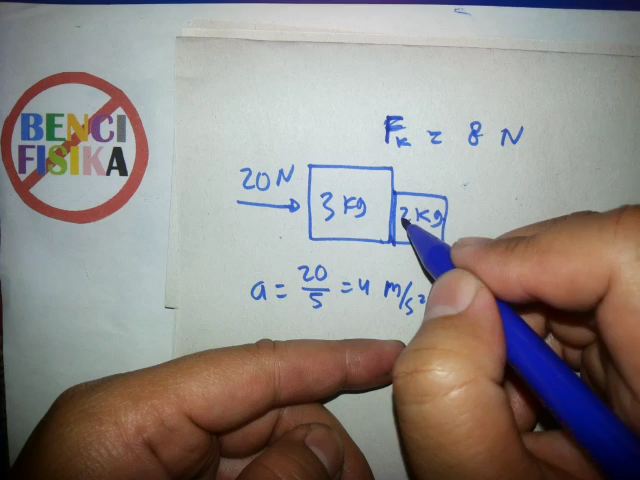 BENCI
FISIKA
Fk = 8 N
20 N
3 kg
2 kg
a = 20/5 = 4 m/s²